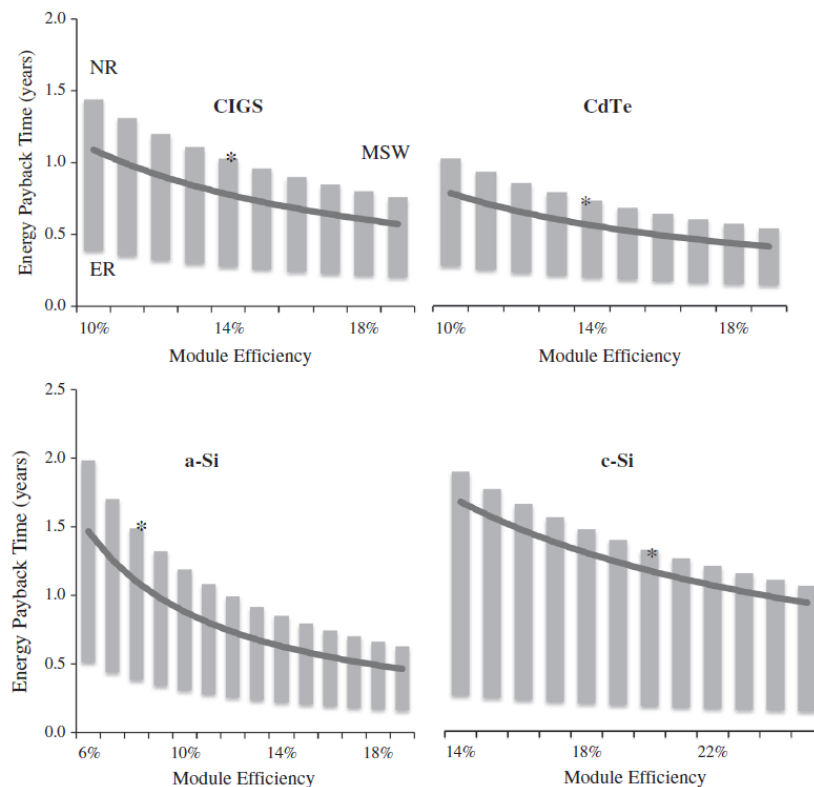 2.0
NR
1.5
CIGS
CdTe
*
MSW
1.0
*
0.5
ER
0.0
Energy Payback Time (years)
10%
14%
18%
10%
14%
18%
Module Efficiency
Module Efficiency
2.5
2.0
a-Si
c-Si
1.5
*
*
1.0
0.5
0.0
Energy Payback Time (years)
6%
10%
14%
18%
14%
18%
22%
Module Efficiency
Module Efficiency